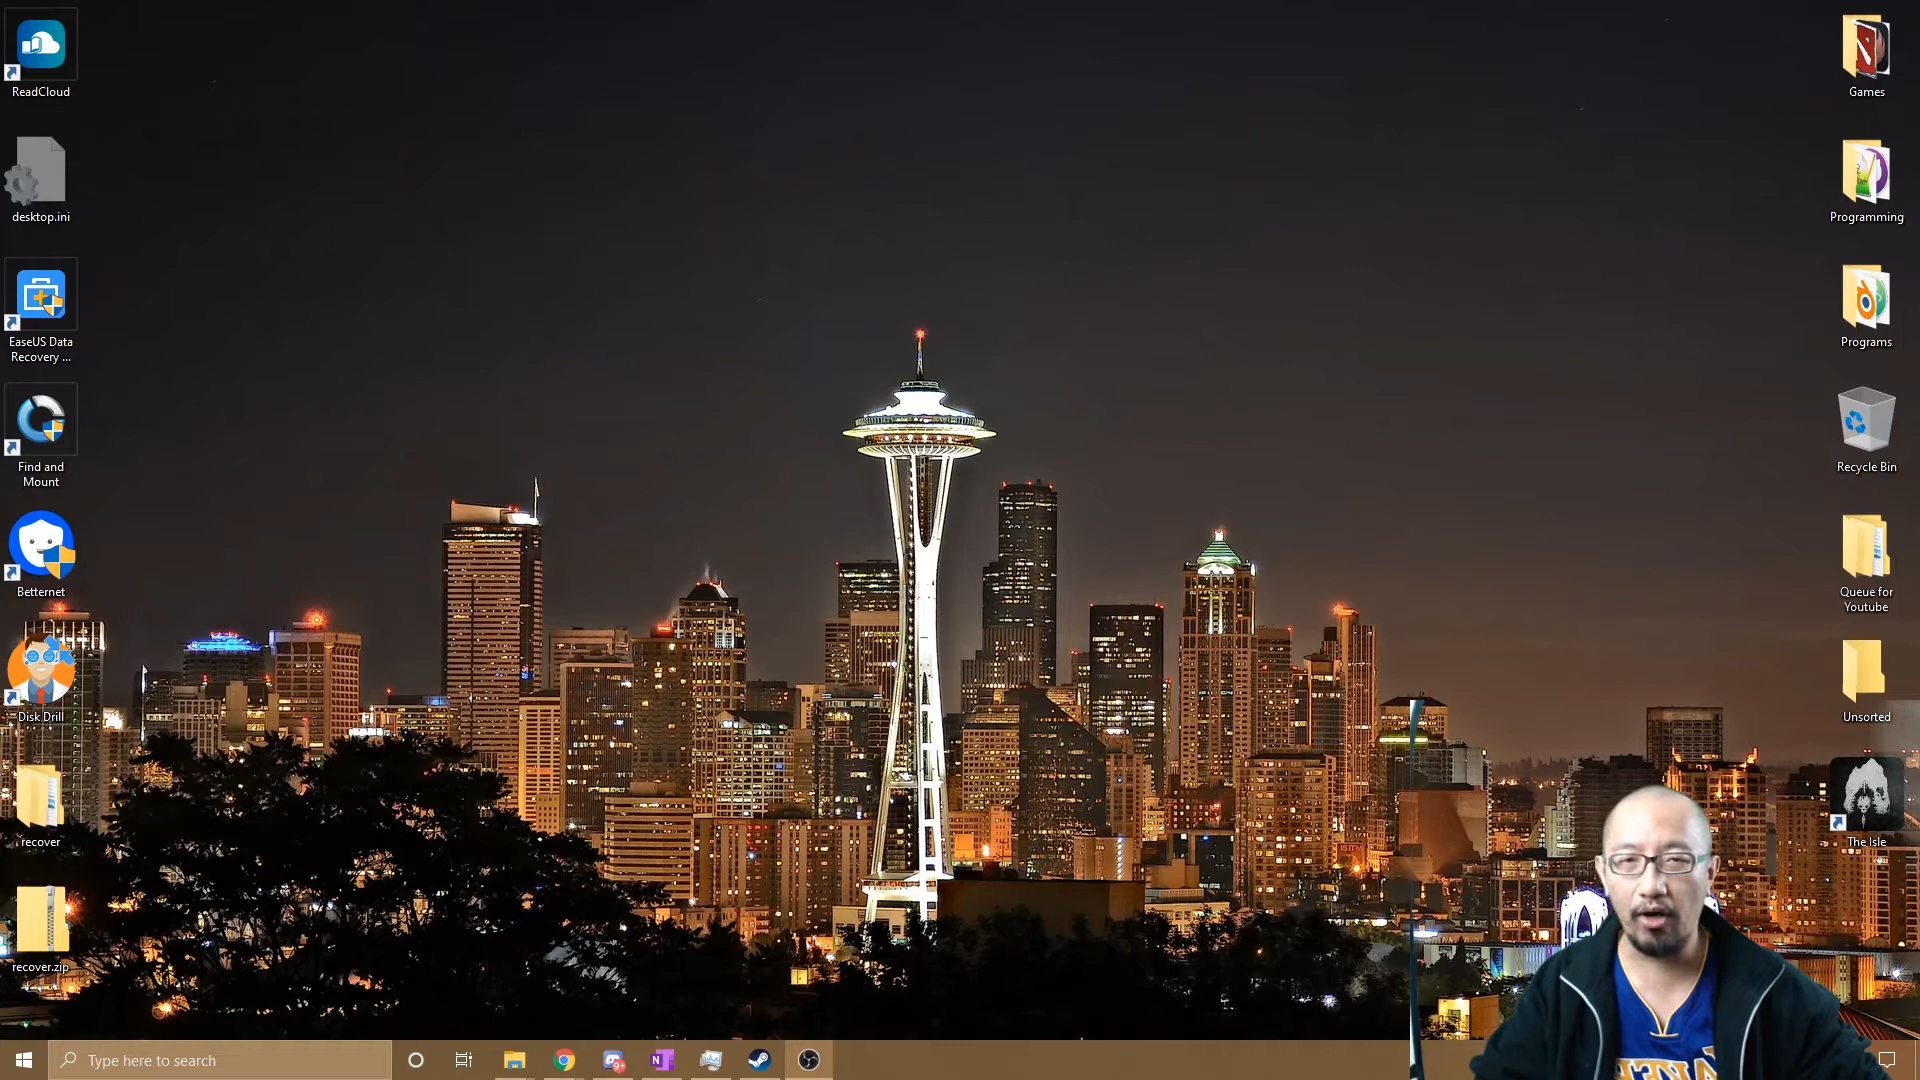 ReadCloud
desktop.ini
EaseUS Data
Recovery ...
Find and
Mount
Betternet
Disk Drill
recover
recover.zip
Games
Programming
Programs
Recycle Bin
Queue for
Youtube
Unsorted
The Isle
Type here to search
9+
N